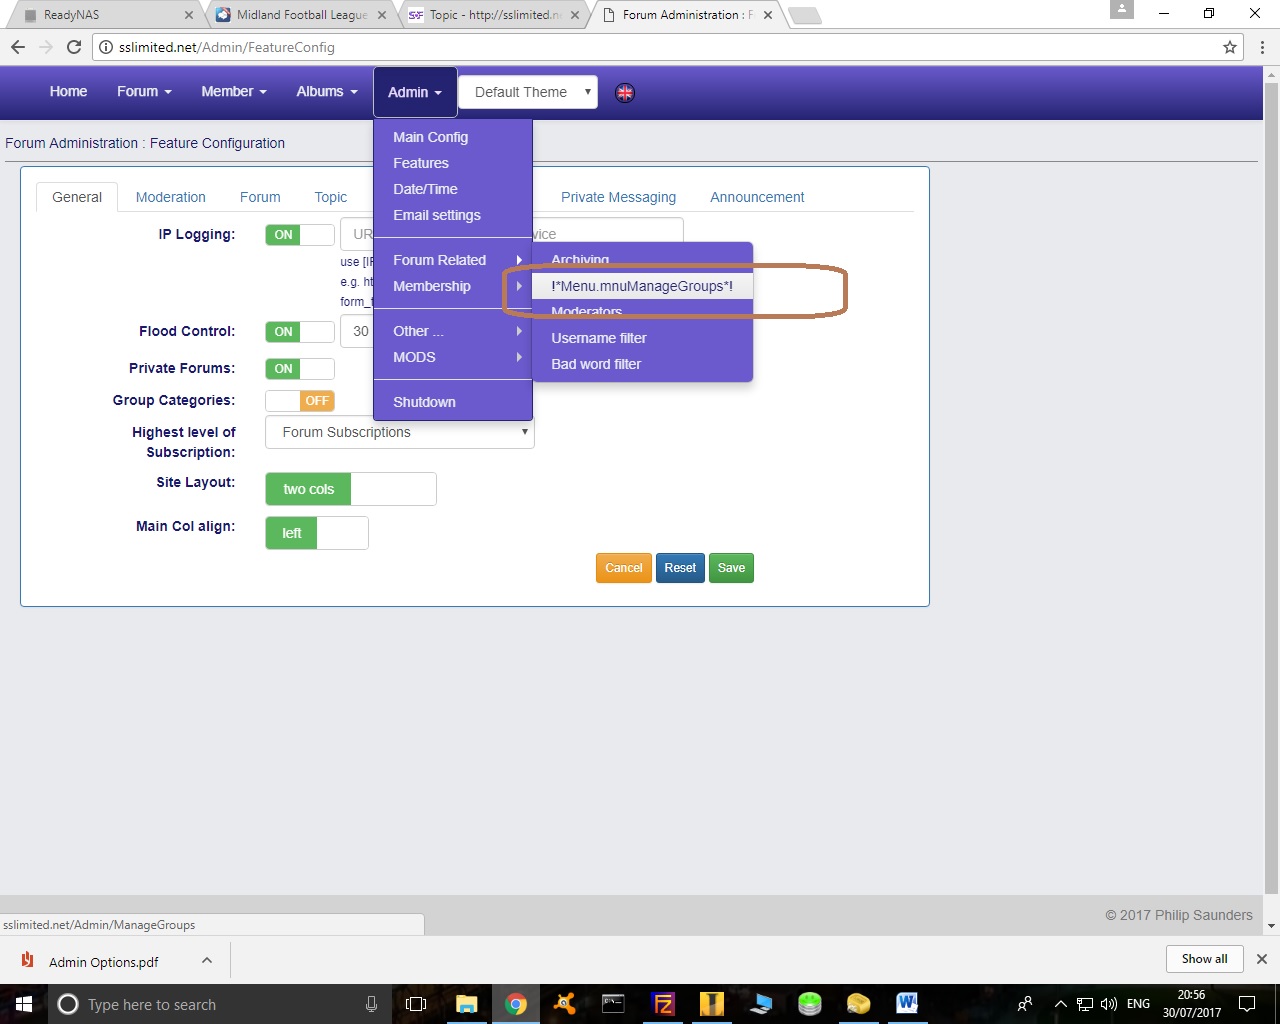 ReadyNAS
Midland Football League
Topic - http://sslimited.n
Forum Administration : F
sslimited.net/Admin/FeatureConfig
Home
Forum
Member
Albums
Admin
Default Theme
Forum Administration : Feature Configuration
Main Config
Features
Date/Time
Email settings
Forum Related
Membership
Other ...
MODS
Shutdown
Archiving
!*Menu.mnuManageGroups*!
Moderators
Username filter
Bad word filter
General
Moderation
Forum
Topic
Private Messaging
Announcement
IP Logging:
ON
UR
vice
use [IF
e.g. ht
form_t
Flood Control:
ON
30
Private Forums:
ON
Group Categories:
OFF
Highest level of
Subscription:
Forum Subscriptions
Site Layout:
two cols
Main Col align:
left
Cancel
Reset
Save
© 2017 Philip Saunders
sslimited.net/Admin/ManageGroups
Admin Options.pdf
Show all
Type here to search
ENG
20:56
30/07/2017